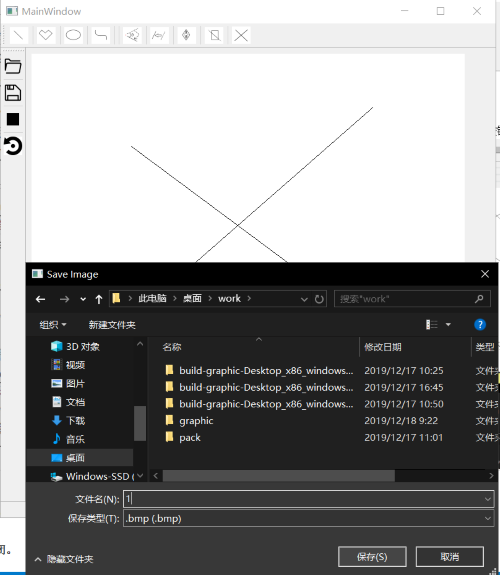 MainWindow
Save Image
此电脑 > 桌面 > work >
搜索"work"
组织 新建文件夹
名称 修改日期 类型
3D 对象
视频
图片
文档
下载
音乐
桌面
Windows-SSD (
build-graphic-Desktop_x86_windows... 2019/12/17 10:25 文件夹
build-graphic-Desktop_x86_windows... 2019/12/17 16:45 文件夹
build-graphic-Desktop_x86_windows... 2019/12/17 10:50 文件夹
graphic 2019/12/18 9:22 文件夹
pack 2019/12/17 11:01 文件夹
文件名(N): 1
保存类型(T): .bmp (.bmp)
隐藏文件夹 保存(S) 取消